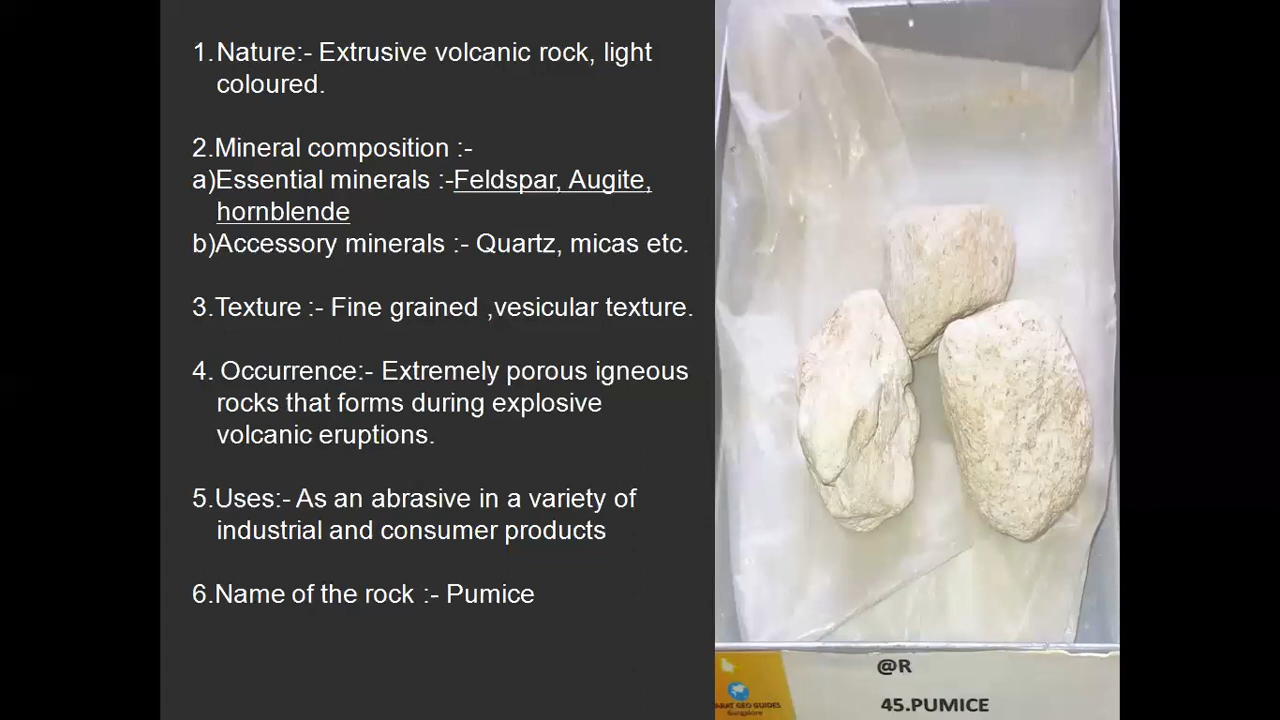 1.Nature:- Extrusive volcanic rock, light
coloured.
2.Mineral composition :-
a)Essential minerals :-Feldspar, Augite,
hornblende
b)Accessory minerals :- Quartz, micas etc.
3.Texture :- Fine grained ,vesicular texture.
4. Occurrence:- Extremely porous igneous
rocks that forms during explosive
volcanic eruptions.
5.Uses:- As an abrasive in a variety of
industrial and consumer products
6.Name of the rock :- Pumice
@R
45.PUMICE
GEO GUIDES
Bangalore